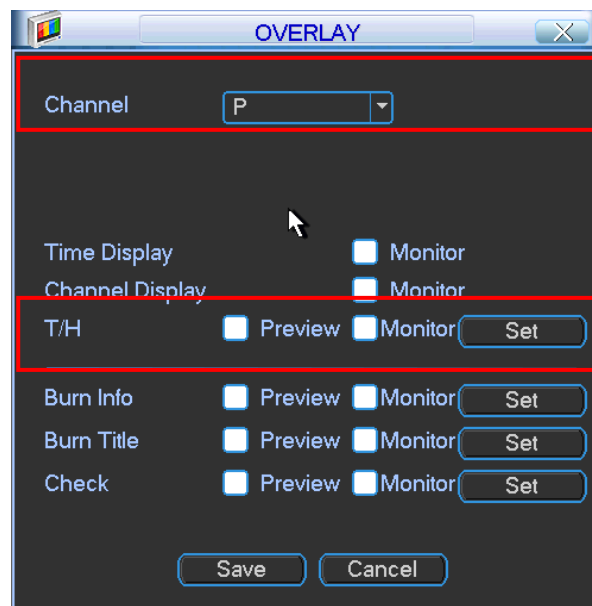 OVERLAY
Channel P
Time Display Monitor
Channel Display Monitor
T/H Preview Monitor Set
Burn Info Preview Monitor Set
Burn Title Preview Monitor Set
Check Preview Monitor Set
Save Cancel